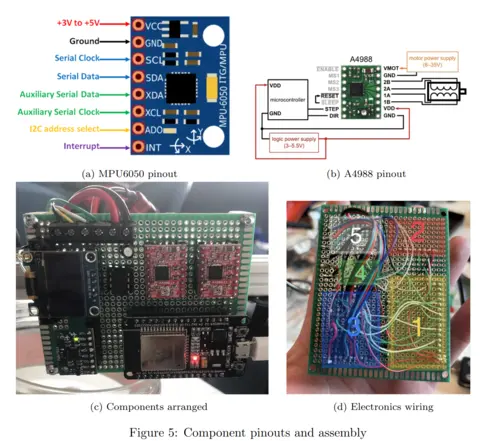 +3V to +5V
Ground
Serial Clock
Serial Data
Auxiliary Serial Data
Auxiliary Serial Clock
I2C address select
Interrupt
VCC
GND
SCL
SDA
XDA
XCL
ADO
INT
MPU-6050 ITG/MPU
Y
X
(a) MPU6050 pinout
A4988
motor power supply
(8–35V)
ENABLE
MS1
MS2
MS3
RESET
SLEEP
STEP
DIR
VMOT
GND
2B
2A
1A
1B
VDD
GND
VDD
microcontroller
GND
logic power supply
(3–5.5V)
(b) A4988 pinout
(c) Components arranged
5
2
4
3
1
(d) Electronics wiring
Figure 5: Component pinouts and assembly